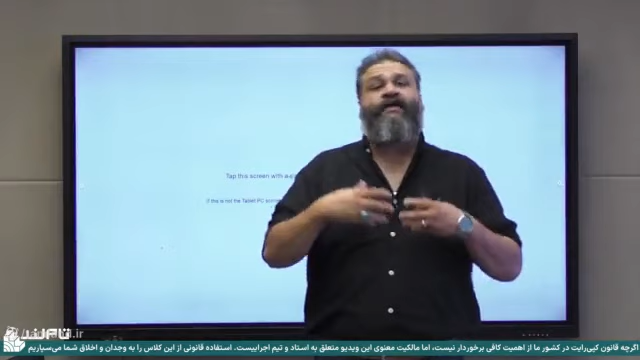 Tap this screen with a
If this is not the Tablet PC screen
اگرچه قانون کپی‌رایت در کشور ما از اهمیت کافی برخوردار نیست، اما مالکیت معنوی این ویدیو متعلق به استاد و تیم اجراییست. استفاده قانونی از این کلاس را به وجدان و اخلاق شما می‌سپاریم